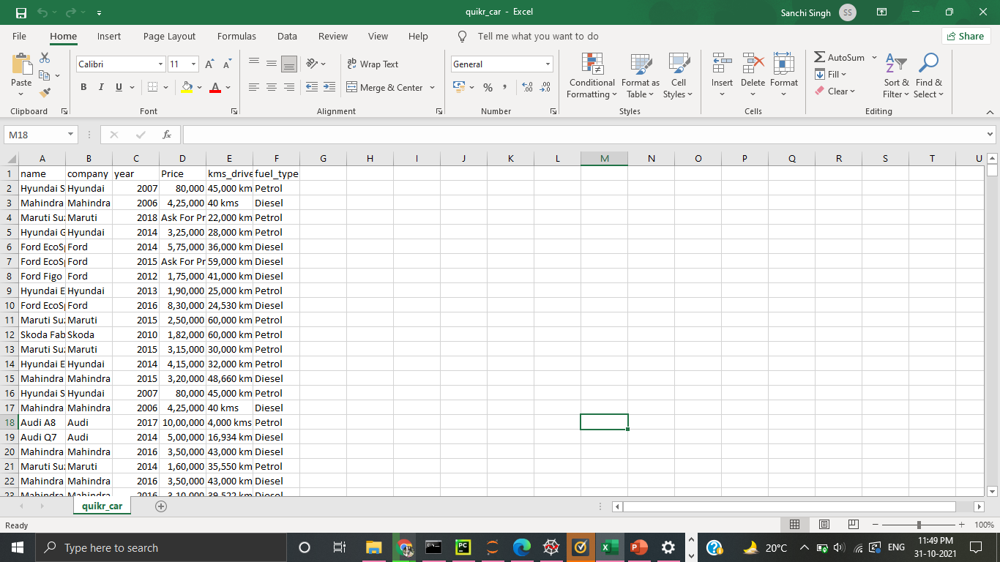 quikr_car - Excel
Sanchi Singh SS
File Home Insert Page Layout Formulas Data Review View Help Tell me what you want to do Share
Paste Calibri 11 Wrap Text General Conditional Format as Cell Insert Delete Format AutoSum Sort & Find &
B I U Merge & Center % Formatting Table Styles Fill Filter Select
Clear
Clipboard Font Alignment Number Styles Cells Editing
M18 fx
A B C D E F G H I J K L M N O P Q R S T U
1 name company year Price kms_drive fuel_type
2 Hyundai S Hyundai 2007 80,000 45,000 km Petrol
3 Mahindra Mahindra 2006 4,25,000 40 kms Diesel
4 Maruti Su Maruti 2018 Ask For Pr 22,000 km Petrol
5 Hyundai G Hyundai 2014 3,25,000 28,000 km Petrol
6 Ford EcoS Ford 2014 5,75,000 36,000 km Diesel
7 Ford EcoS Ford 2015 Ask For Pr 59,000 km Diesel
8 Ford Figo Ford 2012 1,75,000 41,000 km Diesel
9 Hyundai E Hyundai 2013 1,90,000 25,000 km Petrol
10 Ford EcoS Ford 2016 8,30,000 24,530 km Diesel
11 Maruti Su Maruti 2015 2,50,000 60,000 km Petrol
12 Skoda Fab Skoda 2010 1,82,000 60,000 km Petrol
13 Maruti Su Maruti 2015 3,15,000 30,000 km Petrol
14 Hyundai E Hyundai 2014 4,15,000 32,000 km Petrol
15 Mahindra Mahindra 2015 3,20,000 48,660 km Diesel
16 Hyundai S Hyundai 2007 80,000 45,000 km Petrol
17 Mahindra Mahindra 2006 4,25,000 40 kms Diesel
18 Audi A8 Audi 2017 10,00,000 4,000 kms Petrol
19 Audi Q7 Audi 2014 5,00,000 16,934 km Diesel
20 Mahindra Mahindra 2016 3,50,000 43,000 km Diesel
21 Maruti Su Maruti 2014 1,60,000 35,550 km Petrol
22 Mahindra Mahindra 2016 3,50,000 43,000 km Diesel
23 Mahindra Mahindra 2016 3,10,000 39,522 km Diesel
quikr_car
Ready 100%
Type here to search 20°C ENG 11:49 PM
31-10-2021